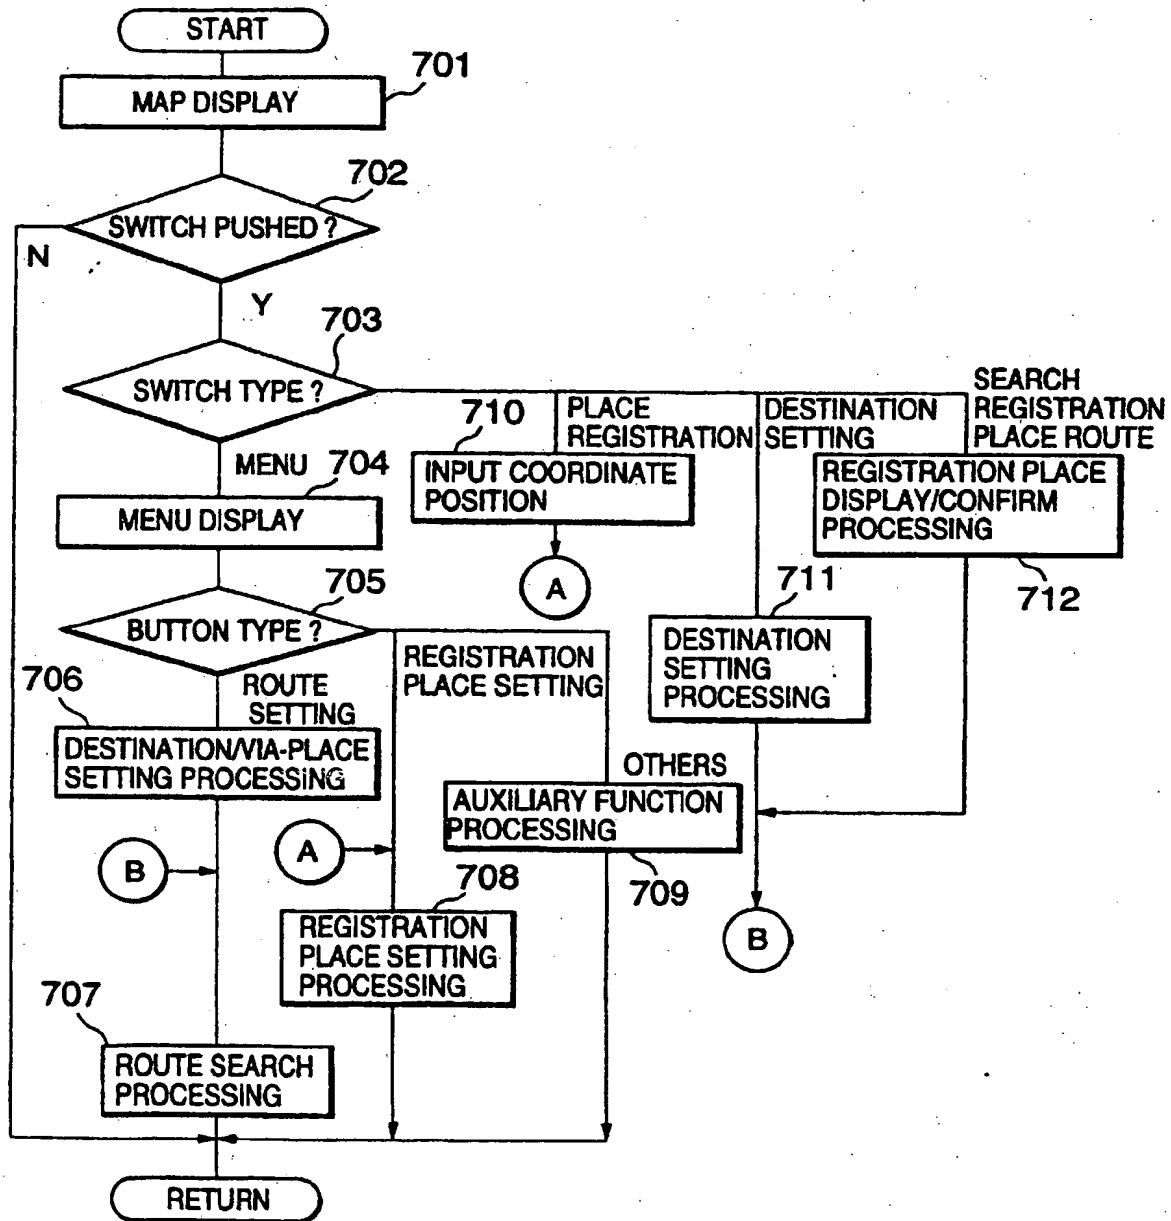 START
701
MAP DISPLAY
702
SWITCH PUSHED ?
N
Y
703
SWITCH TYPE ?
710
PLACE
REGISTRATION
DESTINATION
SETTING
SEARCH
REGISTRATION
PLACE ROUTE
MENU
704
MENU DISPLAY
INPUT COORDINATE
POSITION
REGISTRATION PLACE
DISPLAY/CONFIRM
PROCESSING
A
705
711
712
BUTTON TYPE ?
DESTINATION
SETTING
PROCESSING
706
ROUTE
SETTING
REGISTRATION
PLACE SETTING
DESTINATION/VIA-PLACE
SETTING PROCESSING
OTHERS
AUXILIARY FUNCTION
PROCESSING
B
A
708
709
B
REGISTRATION
PLACE SETTING
PROCESSING
707
ROUTE SEARCH
PROCESSING
RETURN